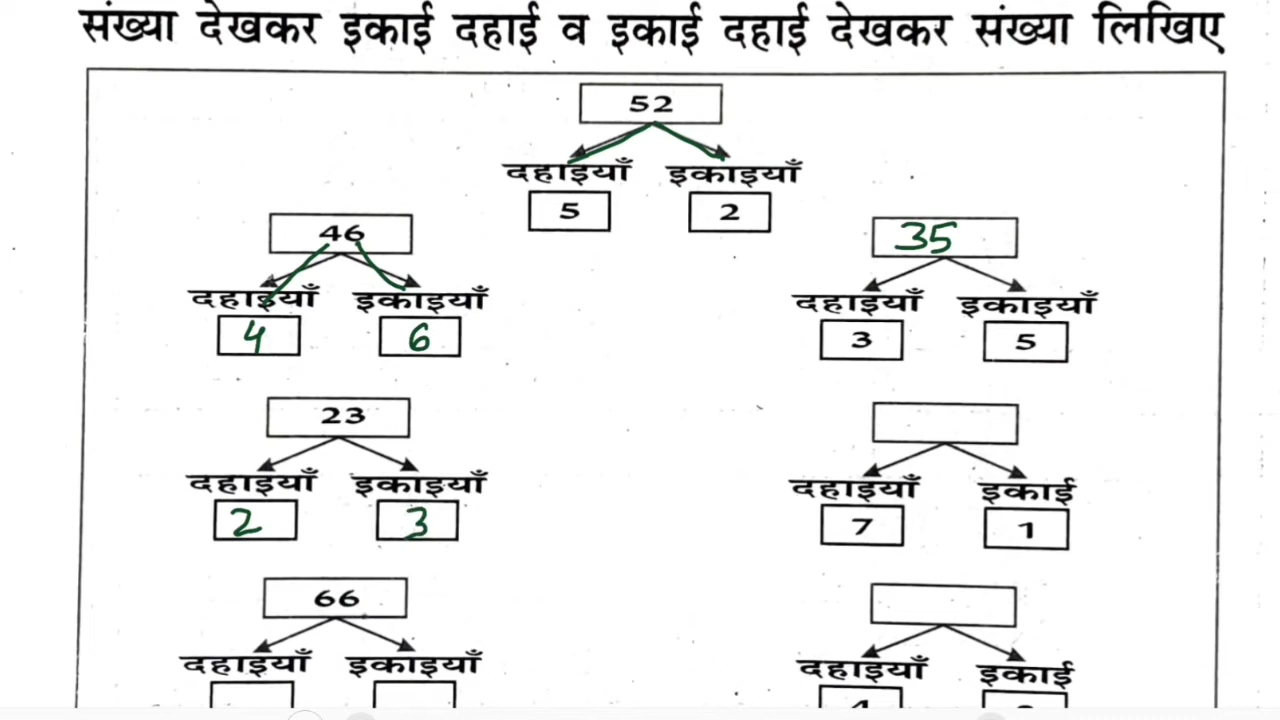 संख्या देखकर इकाई दहाई व इकाई दहाई देखकर संख्या लिखिए
52
दहाइयाँ इकाइयाँ
5 2
46
दहाइयाँ इकाइयाँ
4 6
35
दहाइयाँ इकाइयाँ
3 5
23
दहाइयाँ इकाइयाँ
2 3
दहाइयाँ इकाई
7 1
66
दहाइयाँ इकाइयाँ
दहाइयाँ इकाई